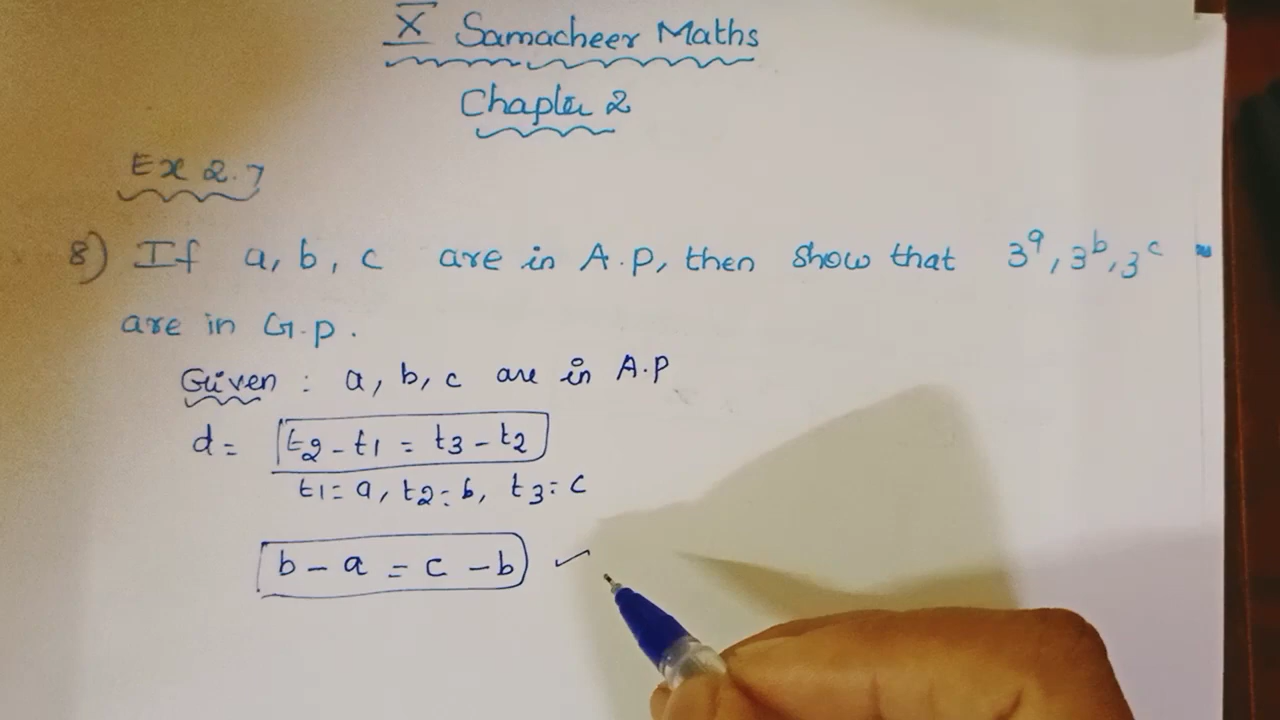 X Samacheer Maths
Chapter 2
Ex 2.7
8) If a, b, c are in A.P, then show that 3^a, 3^b, 3^c
are in G.P.
Given : a, b, c are in A.P
d = t2 - t1 = t3 - t2
t1 = a, t2 = b, t3 = c
b - a = c - b ✓